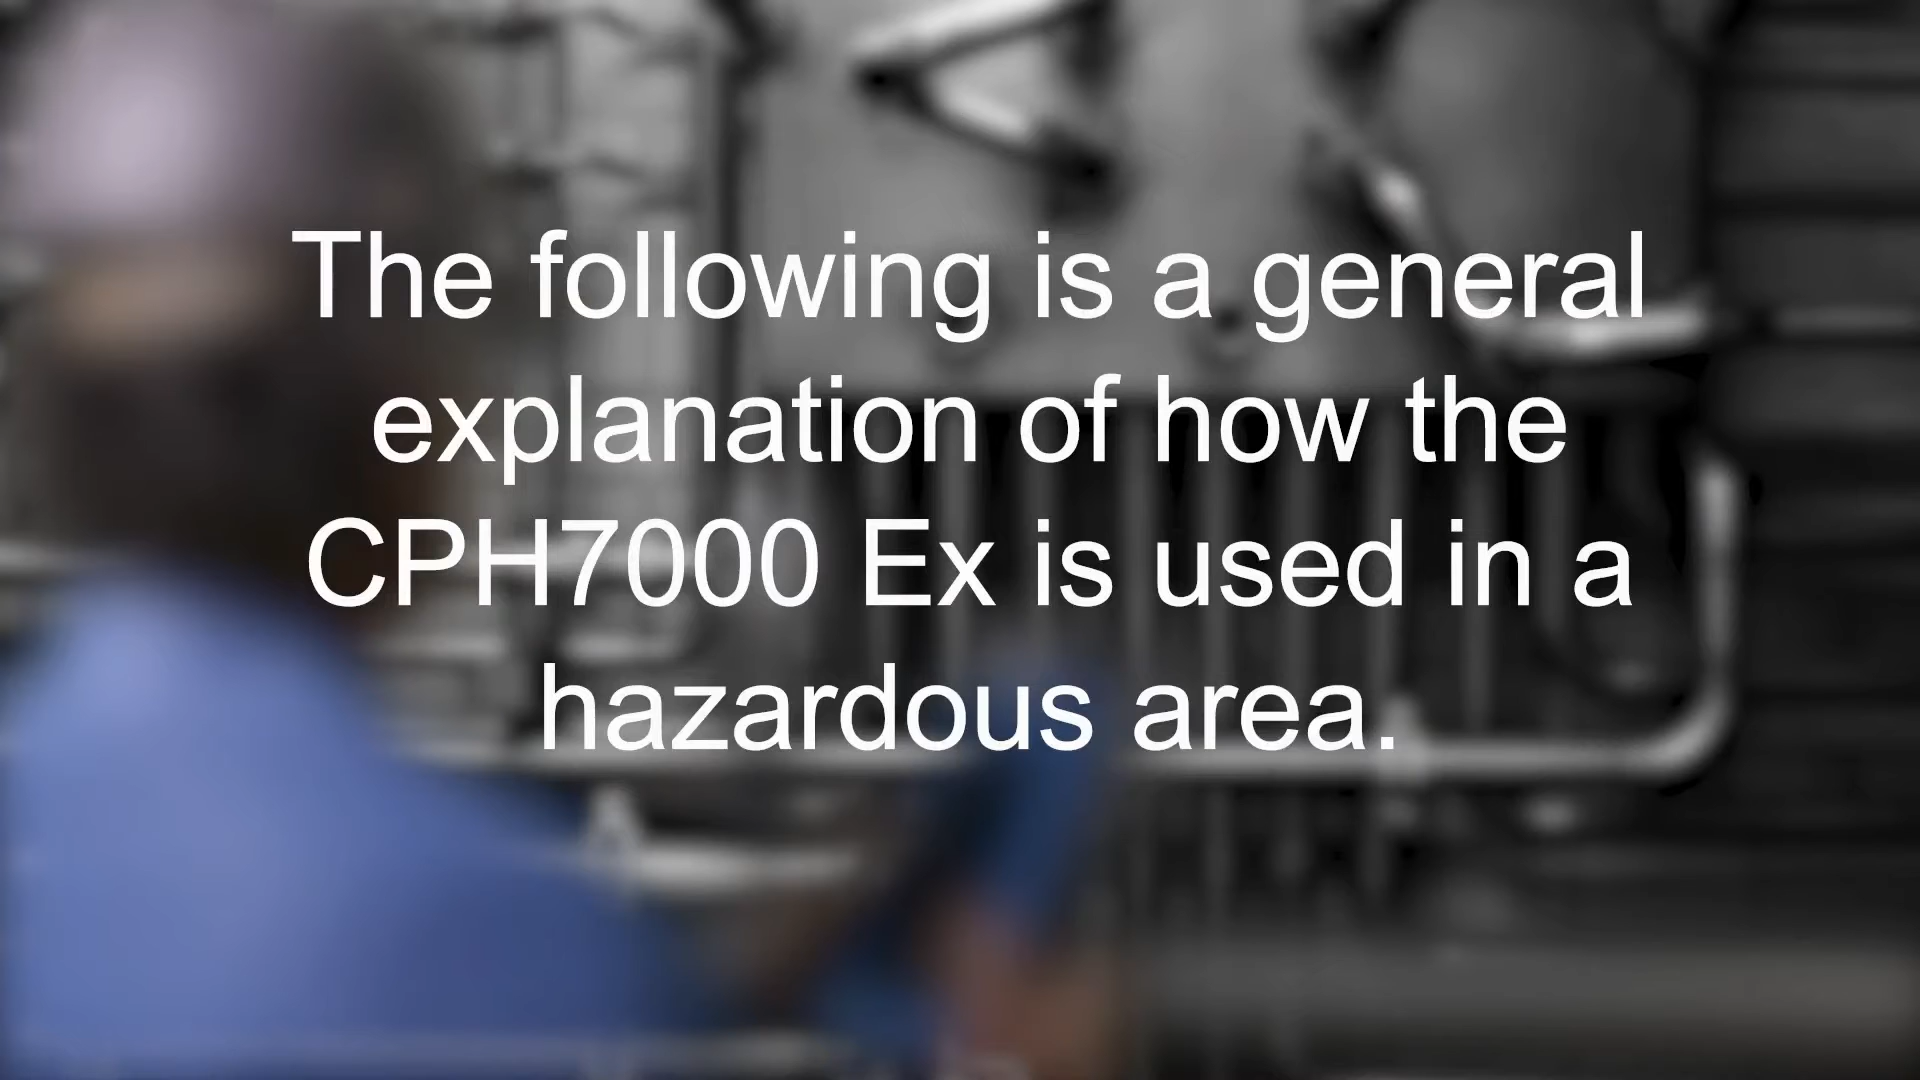 The following is a general
explanation of how the
CPH7000 Ex is used in a
hazardous area.